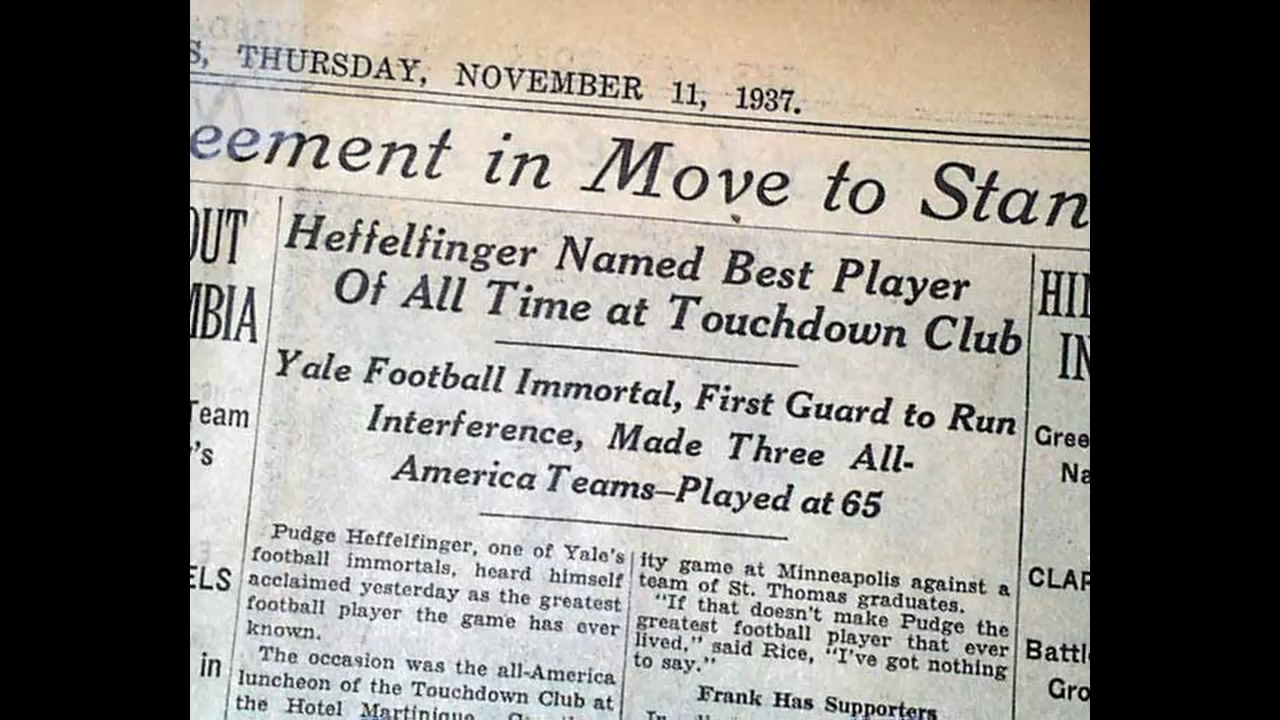 S, THURSDAY, NOVEMBER 11, 1937.
eement in Move to Stan
OUT
MBIA
Team
's
ELS
in
Heffelfinger Named Best Player
Of All Time at Touchdown Club
Yale Football Immortal, First Guard to Run
Interference, Made Three All-
America Teams—Played at 65
Pudge Heffelfinger, one of Yale's
football immortals, heard himself
acclaimed yesterday as the greatest
football player the game has ever
known.
The occasion was the all-America
luncheon of the Touchdown Club at
the Hotel Martinique.
ity game at Minneapolis against a
team of St. Thomas graduates.
"If that doesn't make Pudge the
greatest football player that ever
lived," said Rice, "I've got nothing
to say."
Frank Has Supporters
In
HI
IN
Gree
Na
CLAR
Battl
Gro